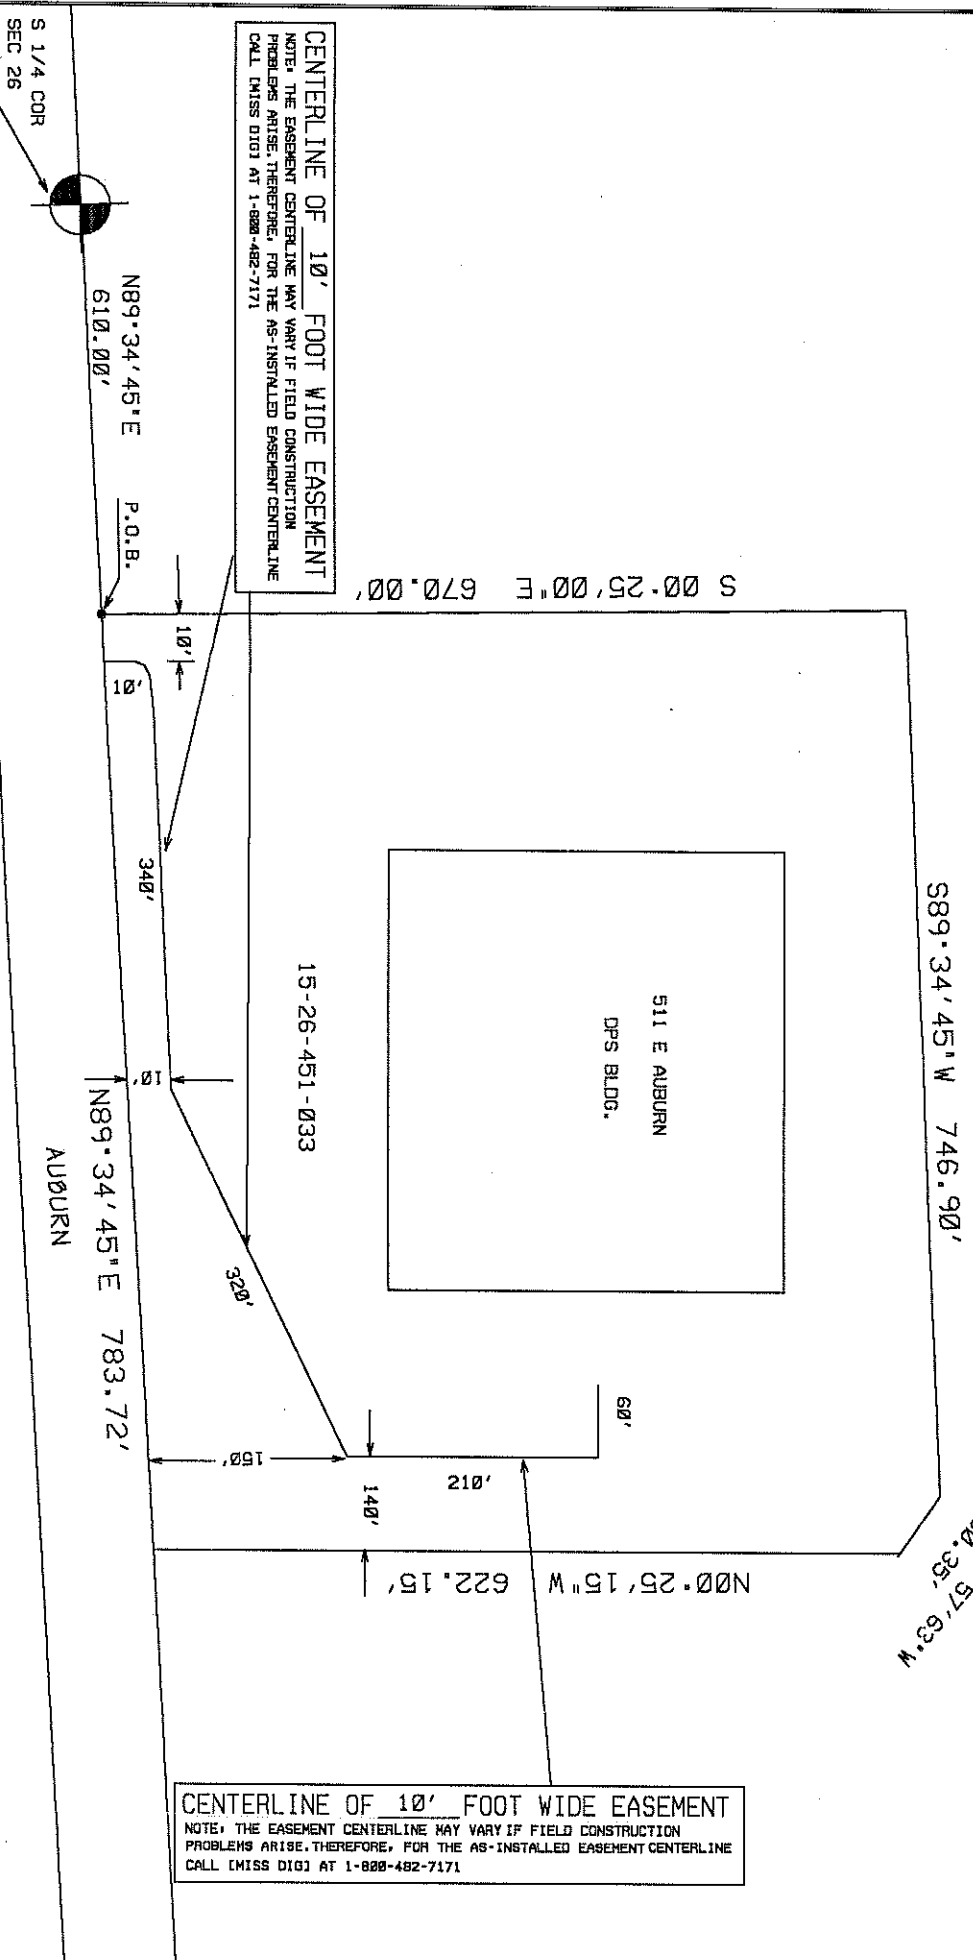 S 1/4 COR
SEC 26
N89•34'45"E
610.00'
P.O.B.
CENTERLINE OF 10' FOOT WIDE EASEMENT
NOTE: THE EASEMENT CENTERLINE MAY VARY IF FIELD CONSTRUCTION
PROBLEMS ARISE. THEREFORE, FOR THE AS-INSTALLED EASEMENT CENTERLINE
CALL [MISS DIG] AT 1-800-482-7171
S 00•25'00"E 670.00'
10'
10'
340'
10'
S89•34'45"W 746.90'
511 E AUBURN
DPS BLDG.
15-26-451-033
N89•34'45"E 783.72'
AUBURN
320'
150'
60'
210'
140'
N00•25'15"W 622.15'
57'63"W
.35'
CENTERLINE OF 10' FOOT WIDE EASEMENT
NOTE: THE EASEMENT CENTERLINE MAY VARY IF FIELD CONSTRUCTION
PROBLEMS ARISE. THEREFORE, FOR THE AS-INSTALLED EASEMENT CENTERLINE
CALL [MISS DIG] AT 1-800-482-7171